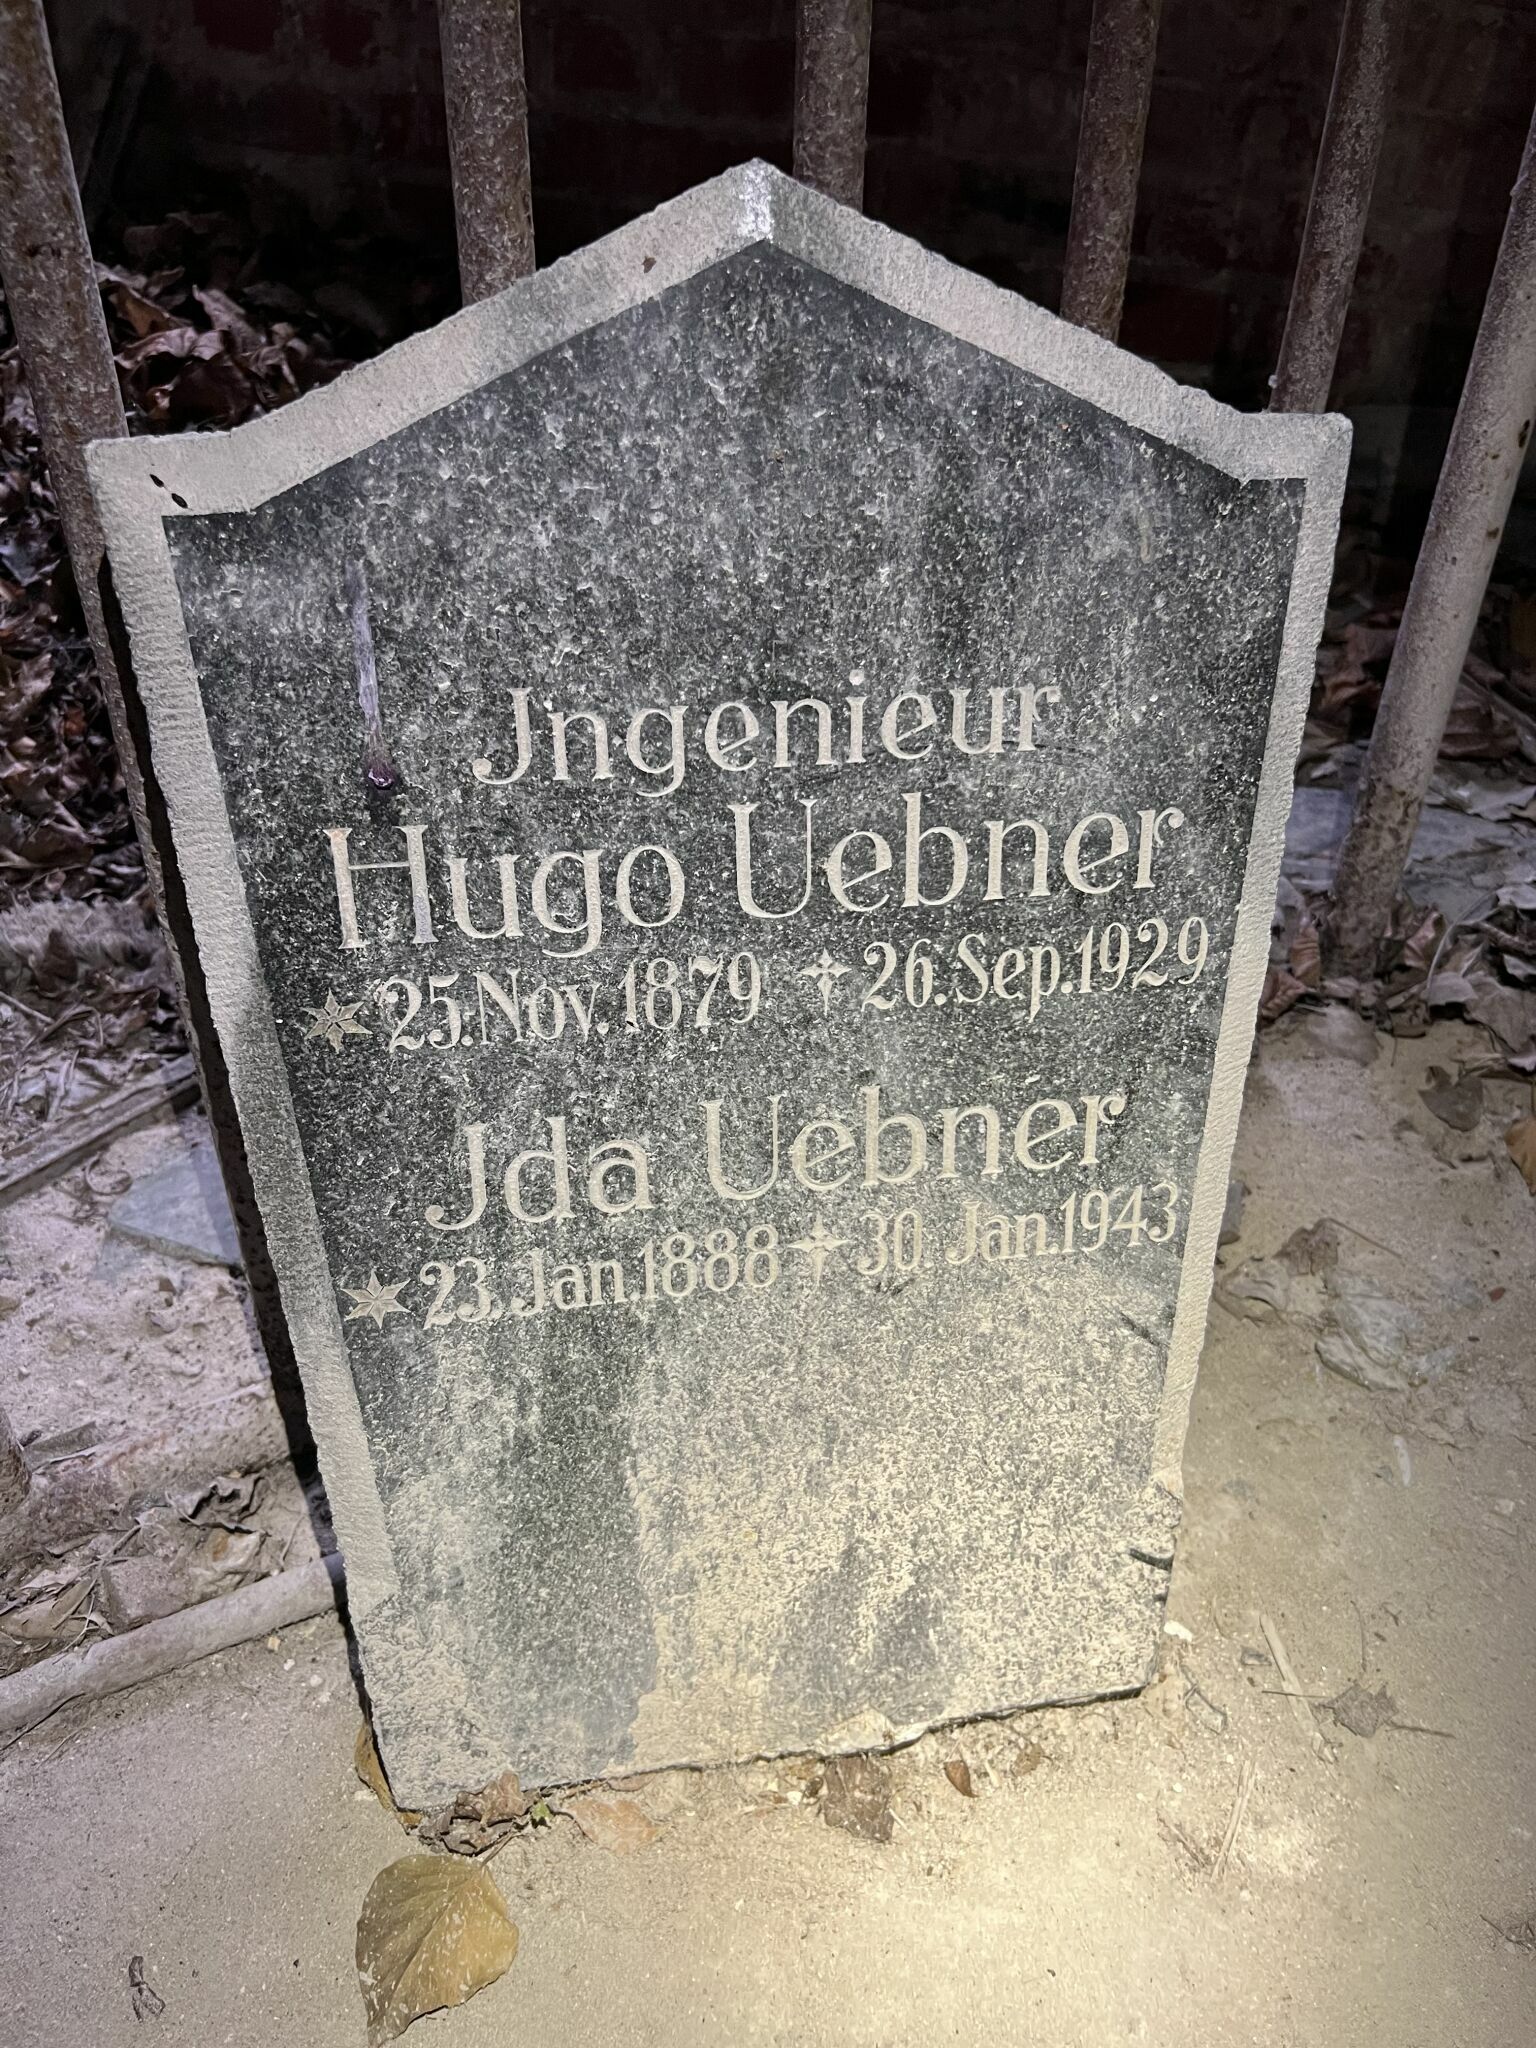 Jngenieur
Hugo Uebner
25.Nov.1879 26.Sep.1929
Jda Uebner
23.Jan.1888 30.Jan.1943